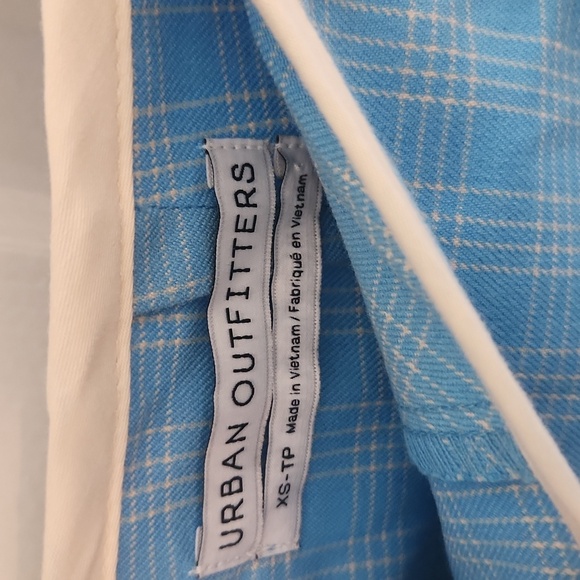 URBAN OUTFITTERS
XS-TP Made in Vietnam / Fabriqué en Vietnam